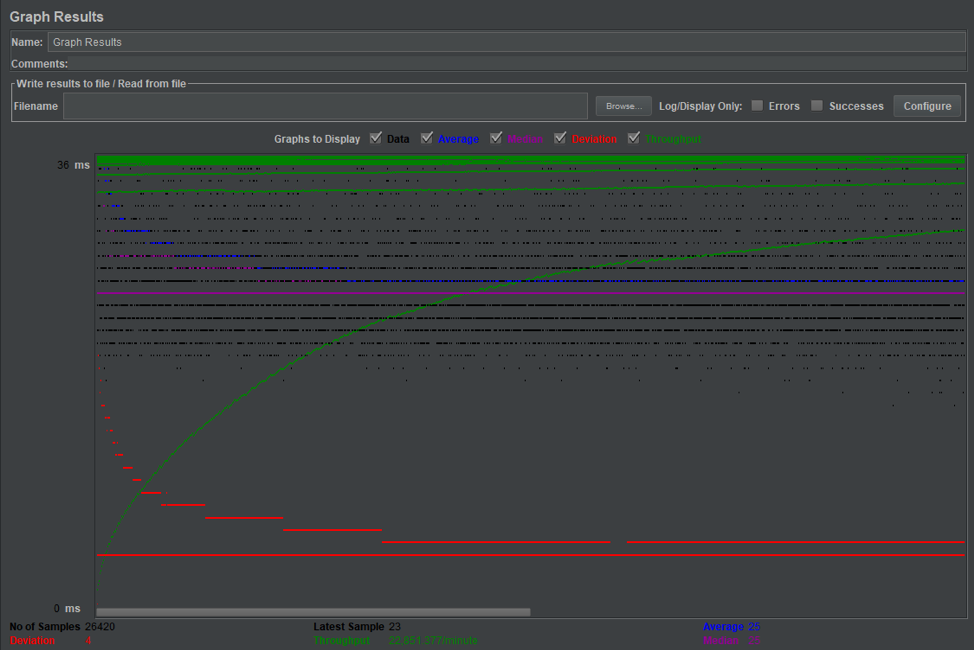 Graph Results
Name: Graph Results
Comments:
Write results to file / Read from file
Filename Browse... Log/Display Only: Errors Successes Configure
Graphs to Display Data Average Median Deviation Throughput
36 ms
0 ms
No of Samples 26420 Latest Sample 23 Average 25
Deviation 4 Throughput 22,851.377/minute Median